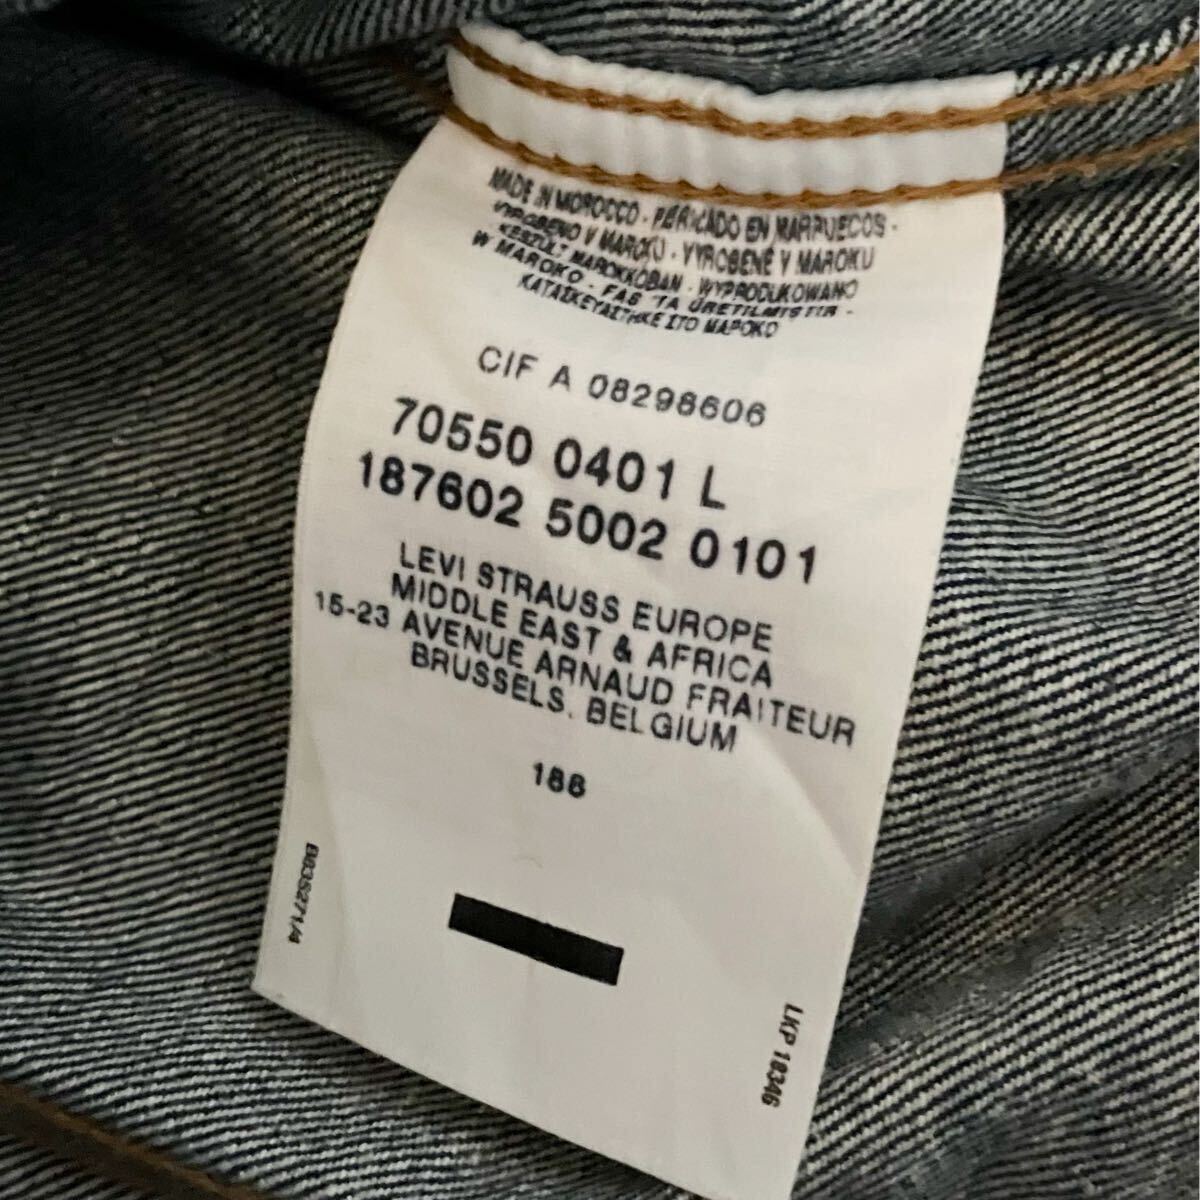 MADE IN MOROCCO - FABRICADO EN MARRUECOS -
VYROBENO V MAROKU - VYROBENÉ V MAROKU
KÉSZÜLT MAROKKÓBAN - WYPRODUKOWANO
W MAROKO - FAS 'TA ÜRETILMISTIR -
ΚΑΤΑΣΚΕΥΑΣΤΗΚΕ ΣΤΟ ΜΑΡΟΚΟ
CIF A 08298606
70550 0401 L
187602 5002 0101
LEVI STRAUSS EUROPE
MIDDLE EAST & AFRICA
15-23 AVENUE ARNAUD FRAITEUR
BRUSSELS, BELGIUM
188
LKP 18346